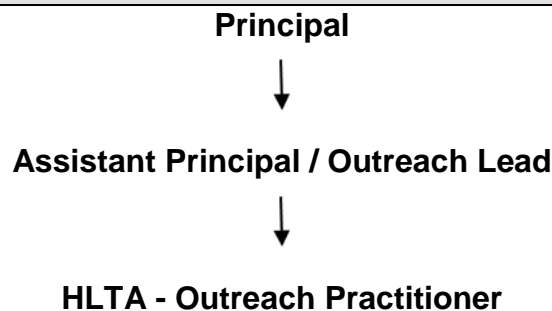 Principal
Assistant Principal / Outreach Lead
HLTA - Outreach Practitioner